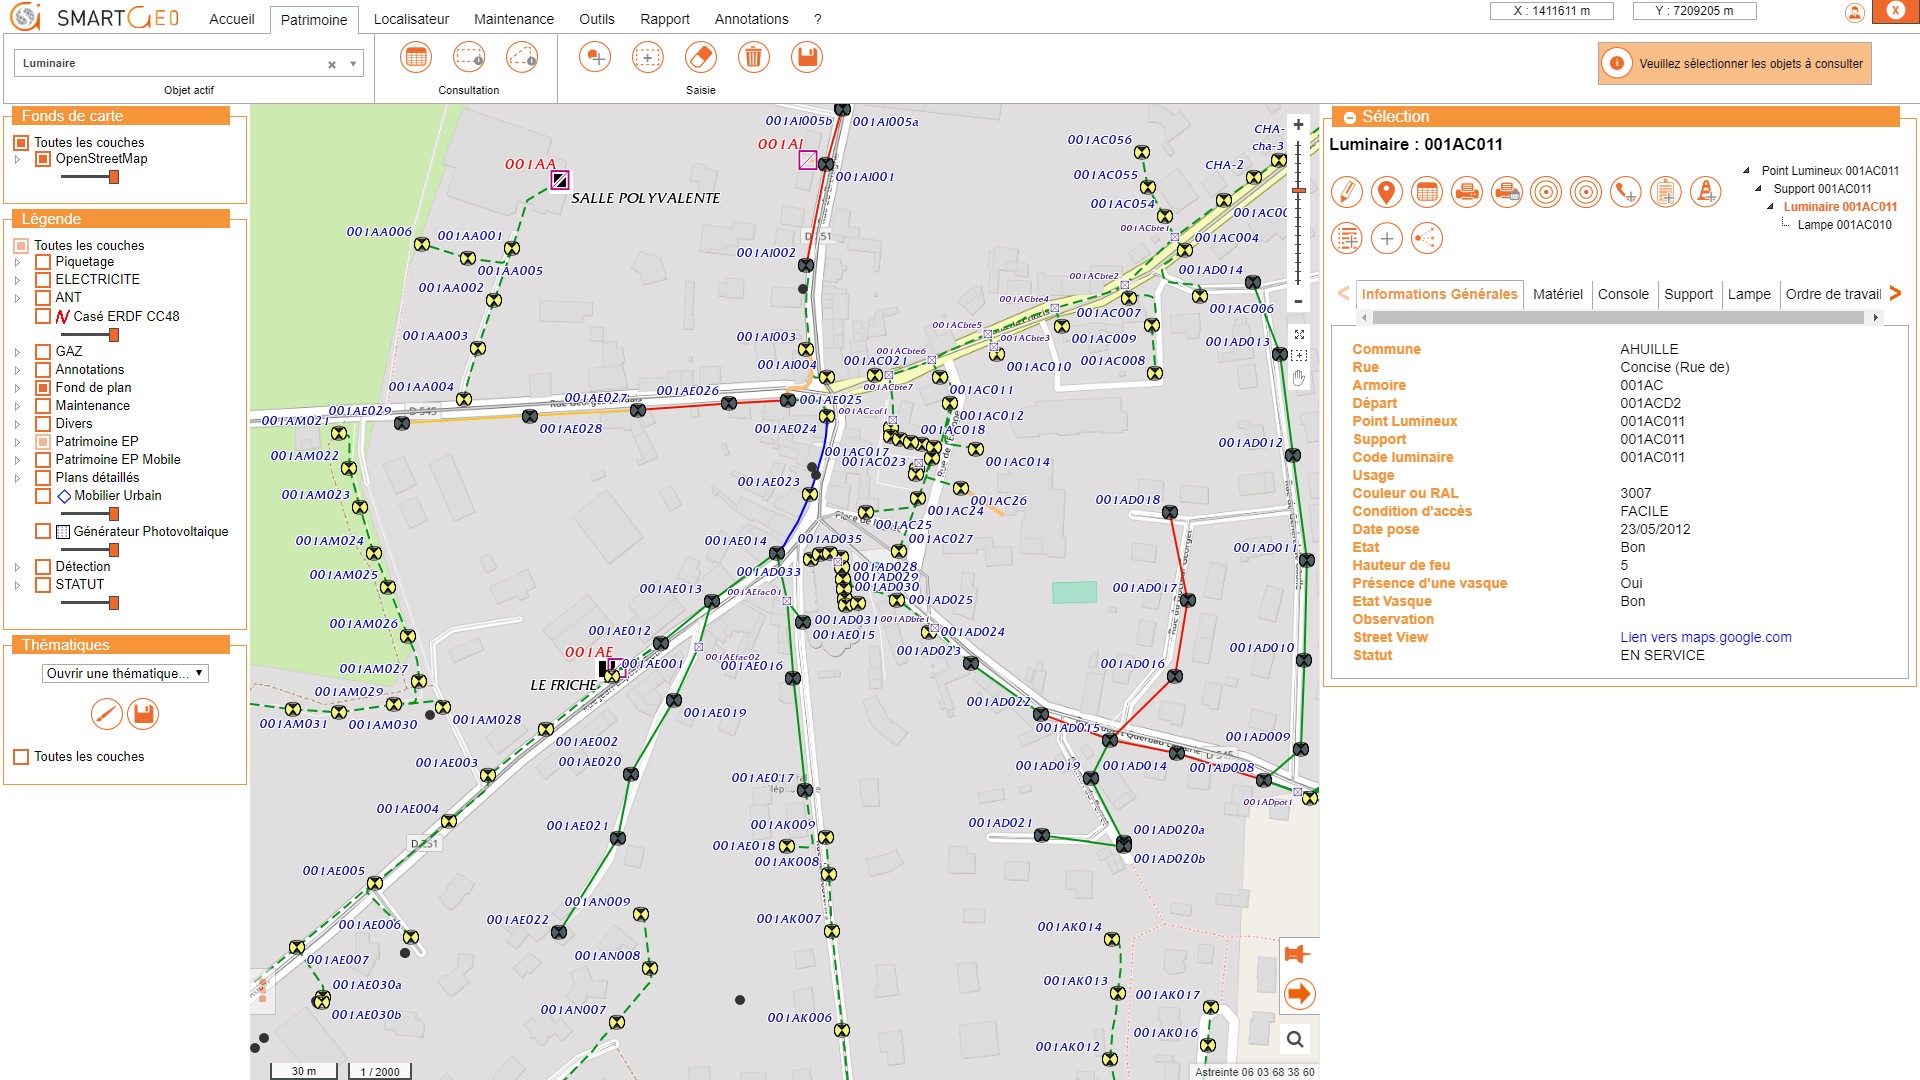 SMARTGEO
Accueil
Patrimoine
Localisateur
Maintenance
Outils
Rapport
Annotations
?
X : 1411611 m
Y : 7209205 m
Luminaire
Objet actif
Consultation
Saisie
Veuillez sélectionner les objets à consulter
Fonds de carte
Toutes les couches
OpenStreetMap
Légende
Toutes les couches
Piquetage
ELECTRICITE
ANT
Casé ERDF CC48
GAZ
Annotations
Fond de plan
Maintenance
Divers
Patrimoine EP
Patrimoine EP Mobile
Plans détaillés
Mobilier Urbain
Générateur Photovoltaique
Détection
STATUT
Thématiques
Ouvrir une thématique...
Toutes les couches
001AI005b
001AI005a
001AI
001AI001
001AA
SALLE POLYVALENTE
001AC056
CHA-
cha-3
CHA-2
001AC055
001AC054
001ACbte1
001AC004
001AA006
001AA001
001AA005
001AA002
001AI002
001ACbte2
001AD014
001AC006
001ACbte4
001AC007
001AA003
001AI003
001ACbte5
001ACbte3
001AC009
001AD013
001ACbte6
001AI004
001AC021
001AC010
001AC008
001AA004
001AE026
001ACbte7
001AC011
001AE027
001AE025
001AE029
001AM021
D 545
001AE028
001AE024
001ACcof1
001AC012
001AC018
001AM022
001AC017
001AC023
001AC014
001AD012
001AM023
001AE023
001AC26
001AD018
001AC24
001AC25
001AM024
001AE014
001AD035
001AC027
001AD011
001AM025
001AD033
001AD028
001AD029
001AD030
001AE013
001AEfac01
001AD025
001AD017
001AM026
001AE012
001AD031
001ADbte1
001AE015
001AD024
001AE
001AE001
001AEfac02
001AE016
001AD023
001AD016
001AD010
001AM027
LE FRICHE
001AM029
001AM031
001AM030
001AM028
001AE019
001AD022
001AD015
001AE002
001AD009
001AE003
001AE020
001AE017
001AD019
001AD014
001AD008
001AE004
001ADpot1
001AE021
001AK009
001AD021
001AD020a
D 251
001AE018
001AK008
001AD020b
001AE005
001AN009
001AE006
001AE022
001AK007
001AK014
001AE007
001AN008
001AE030a
001AK013
001AK017
001AE030b
001AN007
001AK006
001AK016
001AK012
30 m
1 / 2000
Astreinte 06 03 68 38 60
Sélection
Luminaire : 001AC011
Point Lumineux 001AC011
Support 001AC011
Luminaire 001AC011
Lampe 001AC010
Informations Générales
Matériel
Console
Support
Lampe
Ordre de travail
Commune AHUILLE
Rue Concise (Rue de)
Armoire 001AC
Départ 001ACD2
Point Lumineux 001AC011
Support 001AC011
Code luminaire 001AC011
Usage
Couleur ou RAL 3007
Condition d'accès FACILE
Date pose 23/05/2012
Etat Bon
Hauteur de feu 5
Présence d'une vasque Oui
Etat Vasque Bon
Observation
Street View Lien vers maps.google.com
Statut EN SERVICE